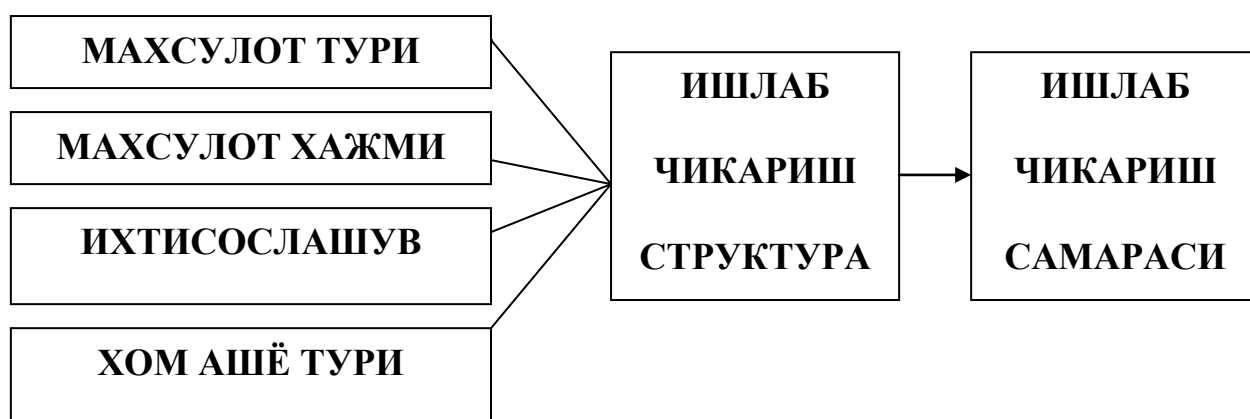 МАХСУЛОТ ТУРИ
МАХСУЛОТ ХАЖМИ
ИХТИСОСЛАШУВ
ХОМ АШЁ ТУРИ
ИШЛАБ
ЧИКАРИШ
СТРУКТУРА
ИШЛАБ
ЧИКАРИШ
САМАРАСИ